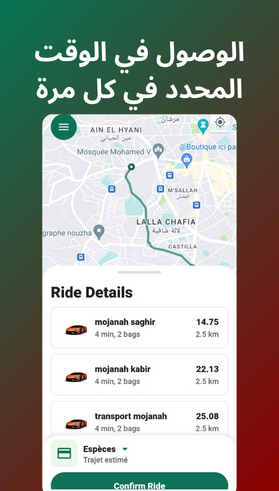 الوصول في الوقت
المحدد في كل مرة
مرشان
AIN EL HYANI
عين الحياني
Mosquée Mohamed V
@Boutique ici pa
M'SALLAH
المصلى
LALLA CHAFIA
لالة شافية
graphe nouzha
CASTILLA
Ride Details
mojanah saghir
14.75
4 min, 2 bags
2.5 km
mojanah kabir
22.13
4 min, 2 bags
2.5 km
transport mojanah
25.08
4 min, 2 bags
2.5 km
Espèces
Trajet estimé
Confirm Ride